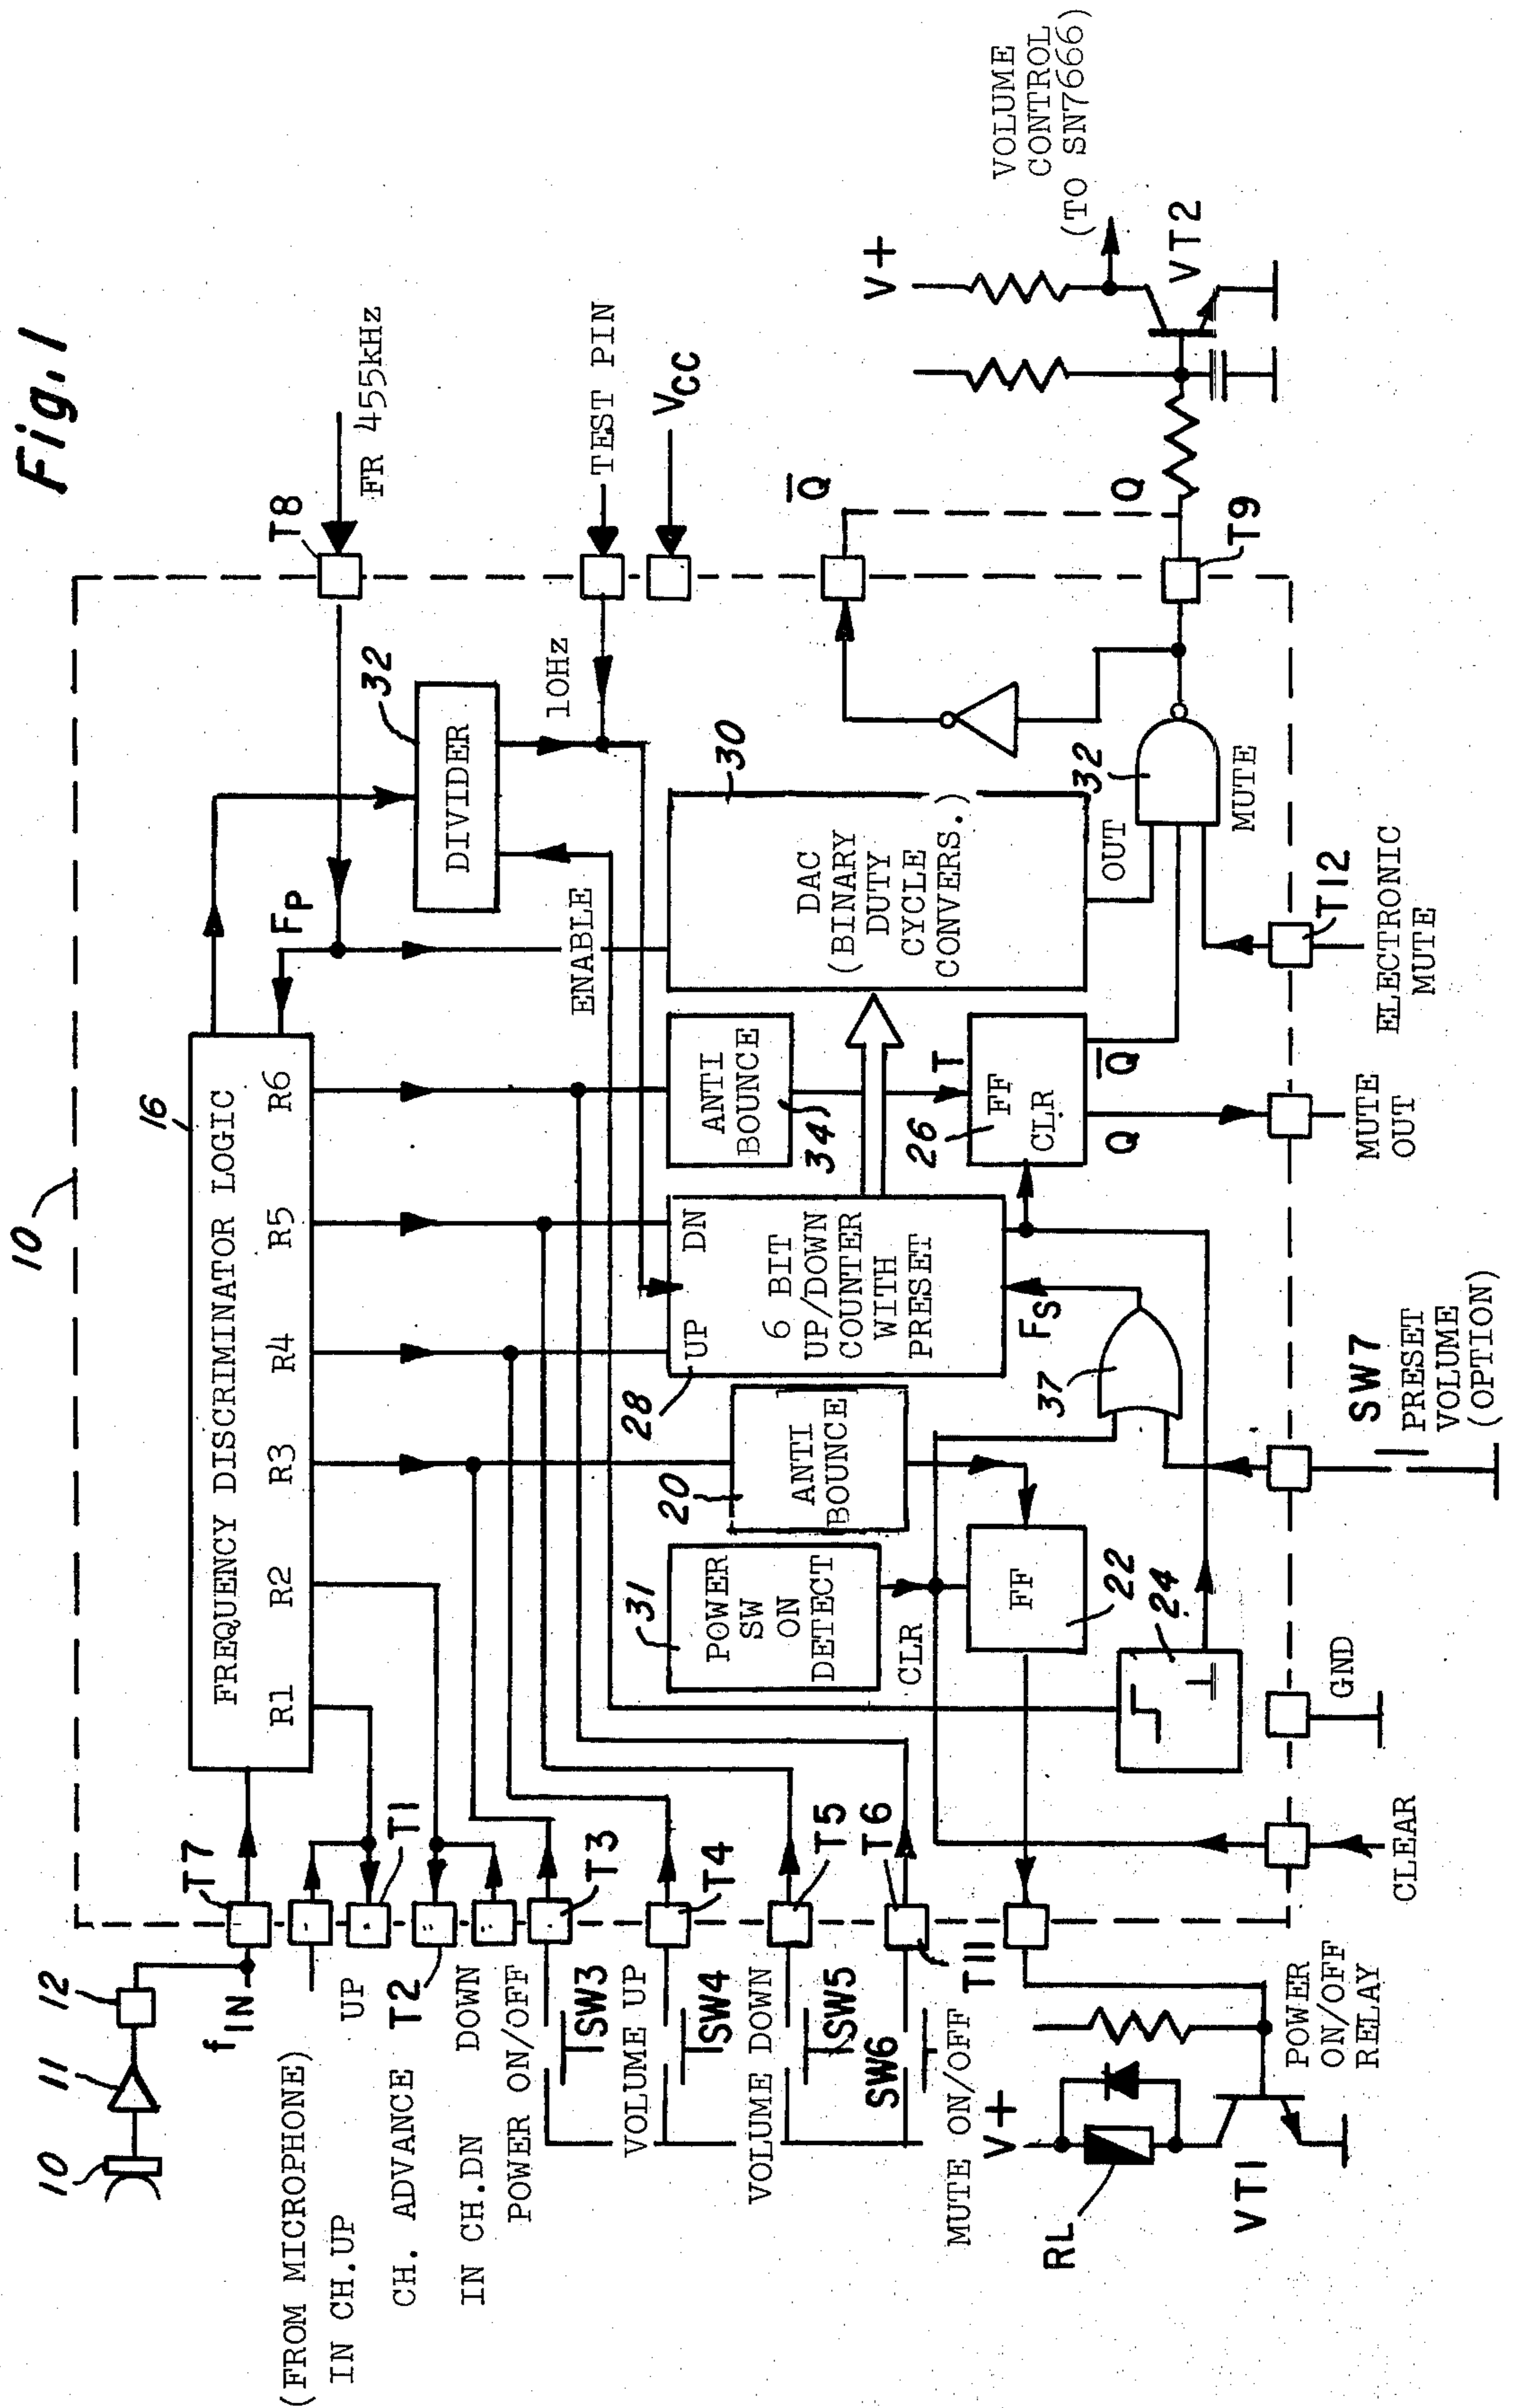 Fig. 1
10
10
11
12
fIN
T7
(FROM MICROPHONE)
IN CH.UP
UP
T1
CH. ADVANCE
T2
DOWN
IN CH.DN
POWER ON/OFF
SW3
T3
VOLUME UP
SW4
T4
VOLUME DOWN
SW5
T5
SW6
T6
MUTE ON/OFF
T11
V+
RL
VT1
POWER
ON/OFF
RELAY
16
FREQUENCY DISCRIMINATOR LOGIC
R1
R2
R3
R4
R5
R6
FP
T8
FR 455kHz
32
DIVIDER
10Hz
TEST PIN
VCC
ENABLE
31
POWER
SW
ON
DETECT
CLR
20
ANTI
BOUNCE
FF
22
24
28
UP
DN
6 BIT
UP/DOWN
COUNTER
WITH
PRESET
FS
37
ANTI
BOUNCE
34
T
26
FF
CLR
Q
Q̅
30
DAC
(BINARY
DUTY
CYCLE
CONVERS.)
OUT
32
MUTE
Q̅
Q
T9
V+
VT2
VOLUME
CONTROL
(TO SN7666)
CLEAR
GND
SW7
PRESET
VOLUME
(OPTION)
MUTE
OUT
T12
ELECTRONIC
MUTE